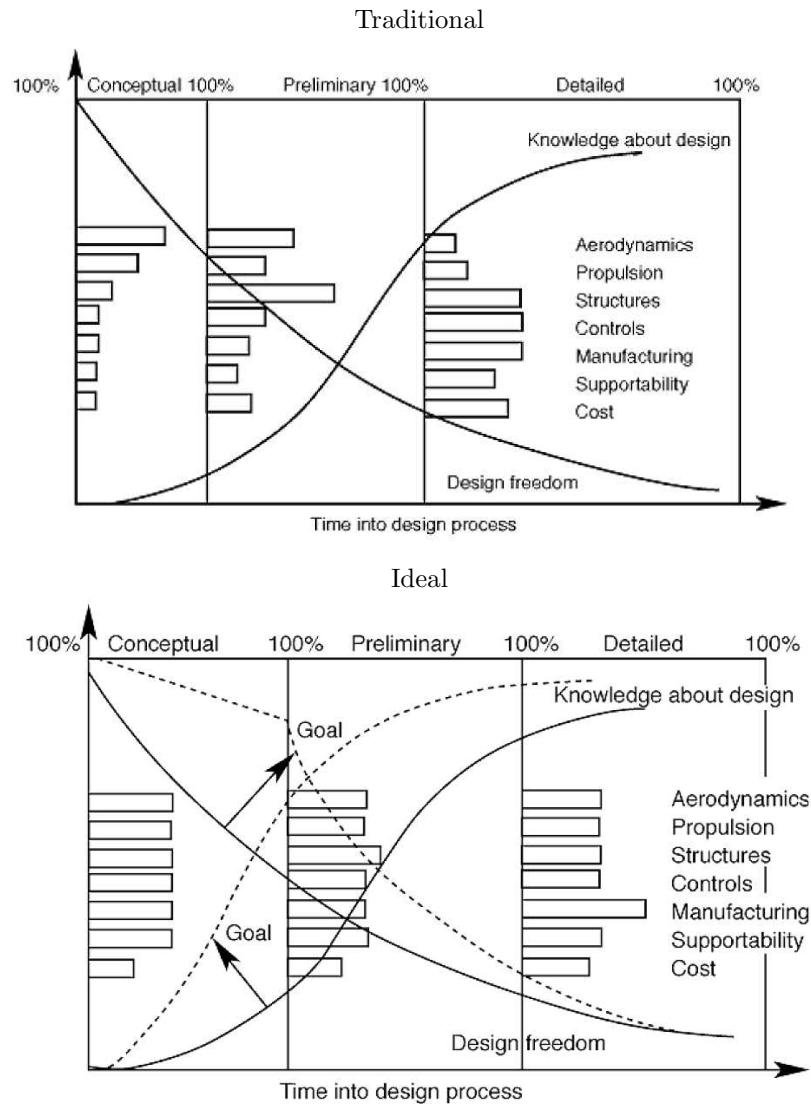 Traditional
100% Conceptual 100% Preliminary 100% Detailed 100%
Knowledge about design
Aerodynamics
Propulsion
Structures
Controls
Manufacturing
Supportability
Cost
Design freedom
Time into design process
Ideal
100% Conceptual 100% Preliminary 100% Detailed 100%
Knowledge about design
Goal
Aerodynamics
Propulsion
Structures
Controls
Manufacturing
Goal
Supportability
Cost
Design freedom
Time into design process